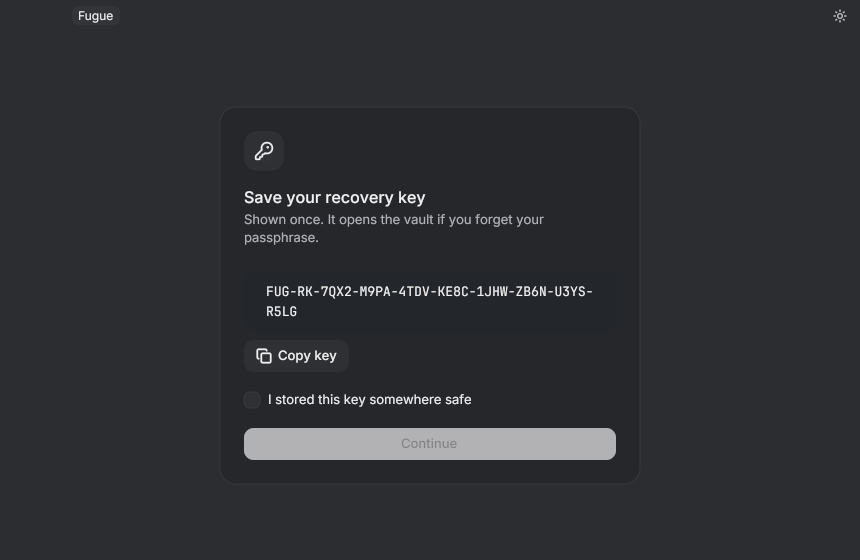 Fugue
Save your recovery key
Shown once. It opens the vault if you forget your
passphrase.
FUG-RK-7QX2-M9PA-4TDV-KE8C-1JHW-ZB6N-U3YS-
R5LG
Copy key
I stored this key somewhere safe
Continue